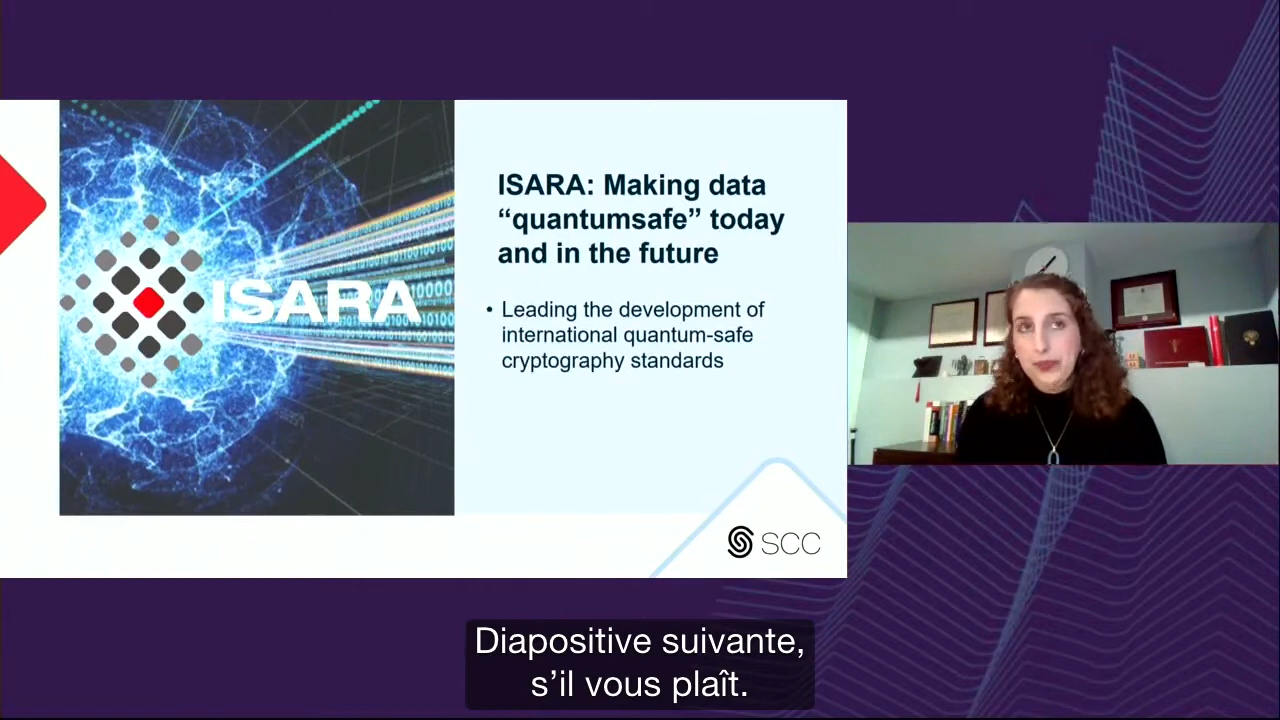 ISARA
ISARA: Making data
“quantumsafe” today
and in the future
• Leading the development of
international quantum-safe
cryptography standards
SCC
Diapositive suivante,
s’il vous plaît.